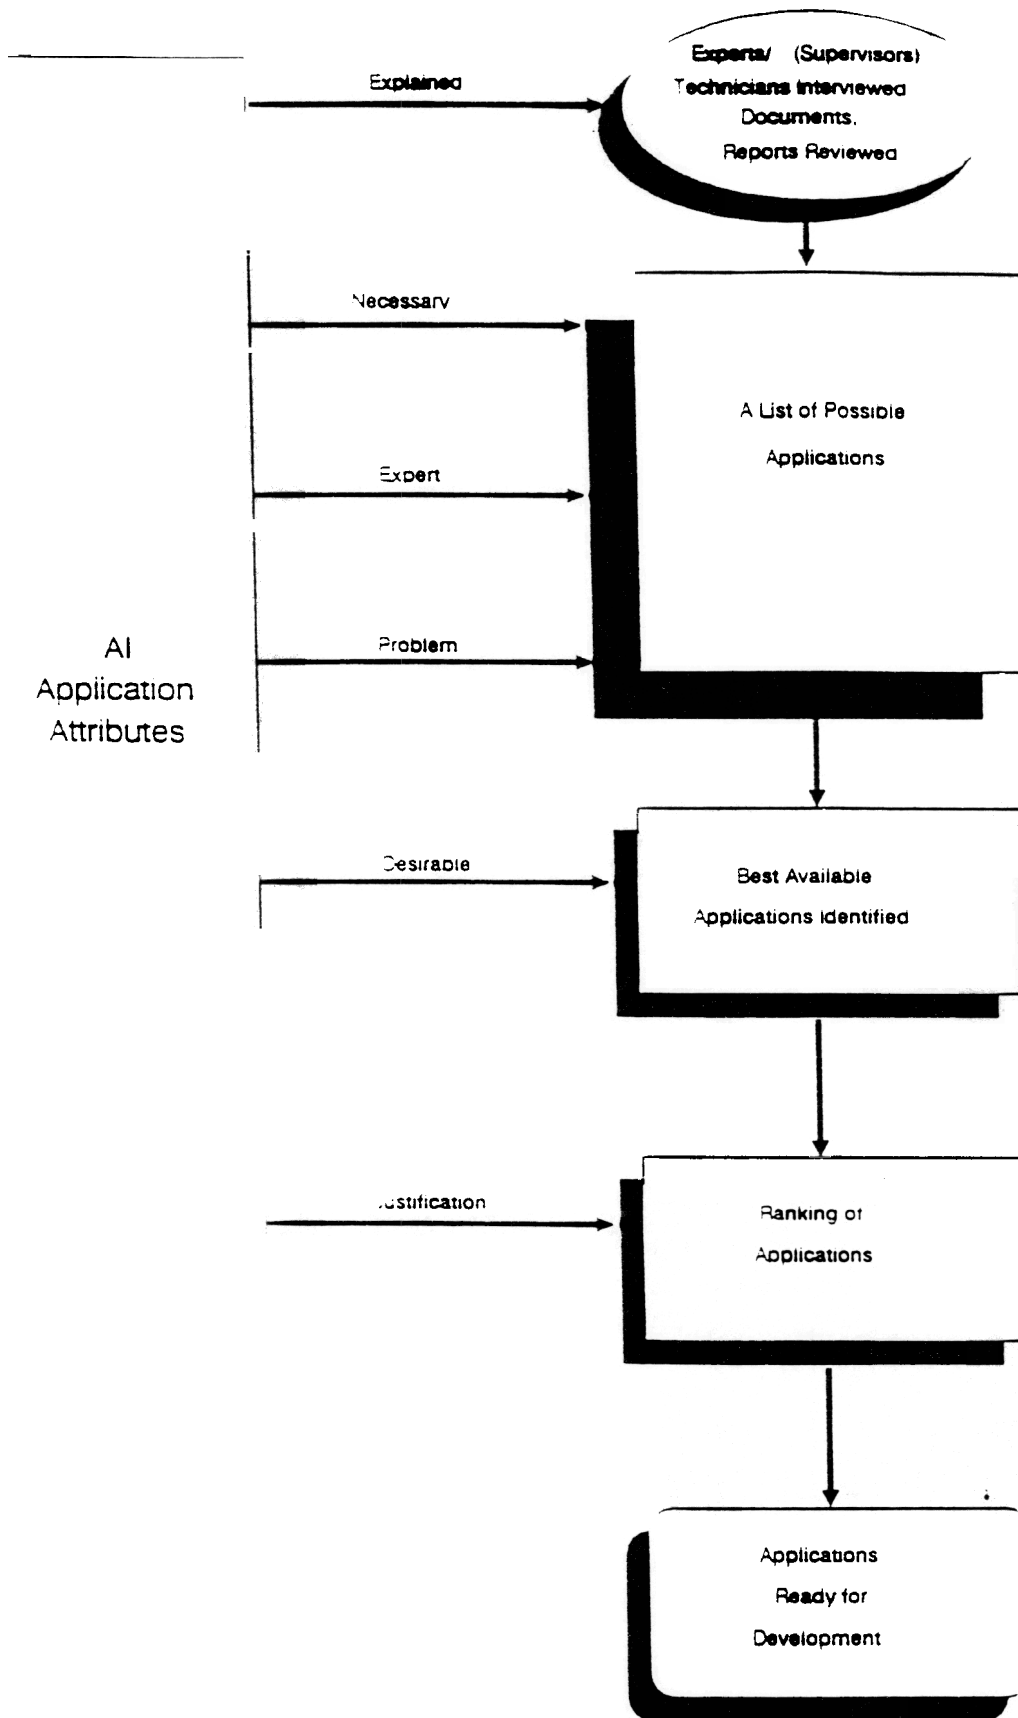 Explained
Experts/ (Supervisors)
Technicians Interviewed
Documents,
Reports Reviewed
Necessary
A List of Possible
Applications
Expert
Problem
AI
Application
Attributes
Desirable
Best Available
Applications Identified
Justification
Ranking of
Applications
Applications
Ready for
Development